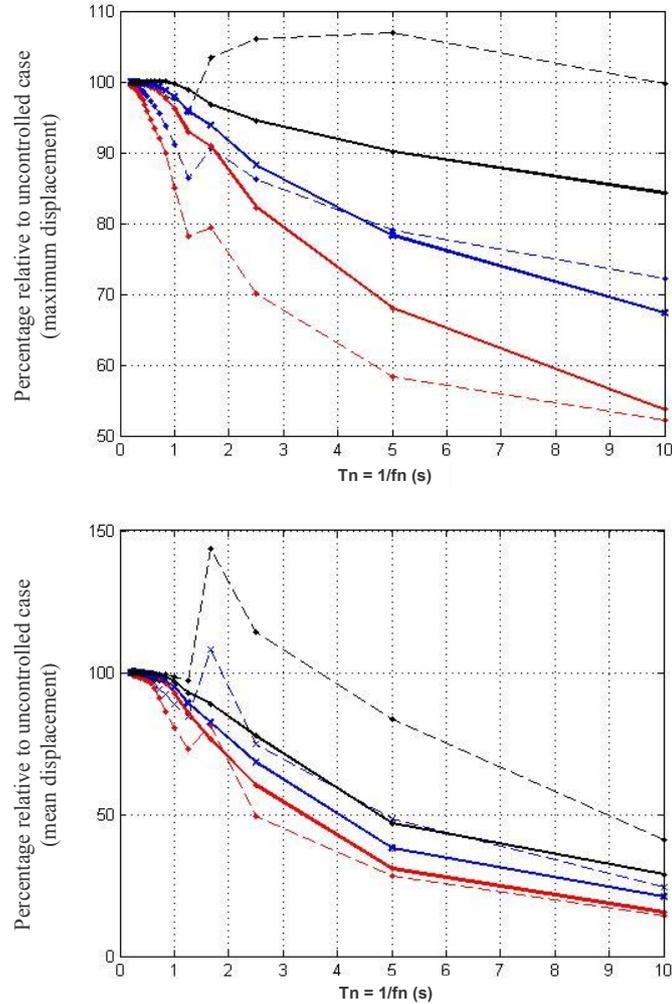 Percentage relative to uncontrolled case
(maximum displacement)
110
100
90
80
70
60
50
0 1 2 3 4 5 6 7 8 9 10
Tn = 1/fn (s)
Percentage relative to uncontrolled case
(mean displacement)
150
100
50
0
0 1 2 3 4 5 6 7 8 9 10
Tn = 1/fn (s)